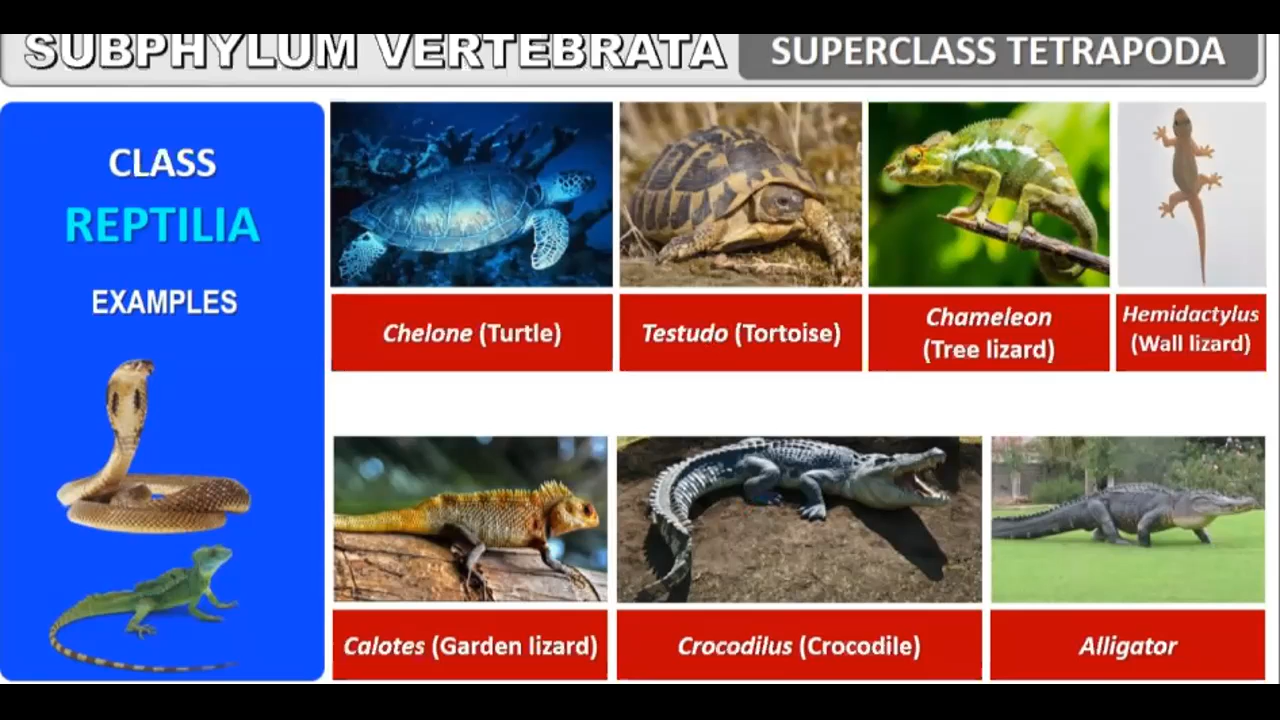 SUBPHYLUM VERTEBRATA
SUPERCLASS TETRAPODA
CLASS
REPTILIA
EXAMPLES
Chelone (Turtle)
Testudo (Tortoise)
Chameleon
(Tree lizard)
Hemidactylus
(Wall lizard)
Calotes (Garden lizard)
Crocodilus (Crocodile)
Alligator